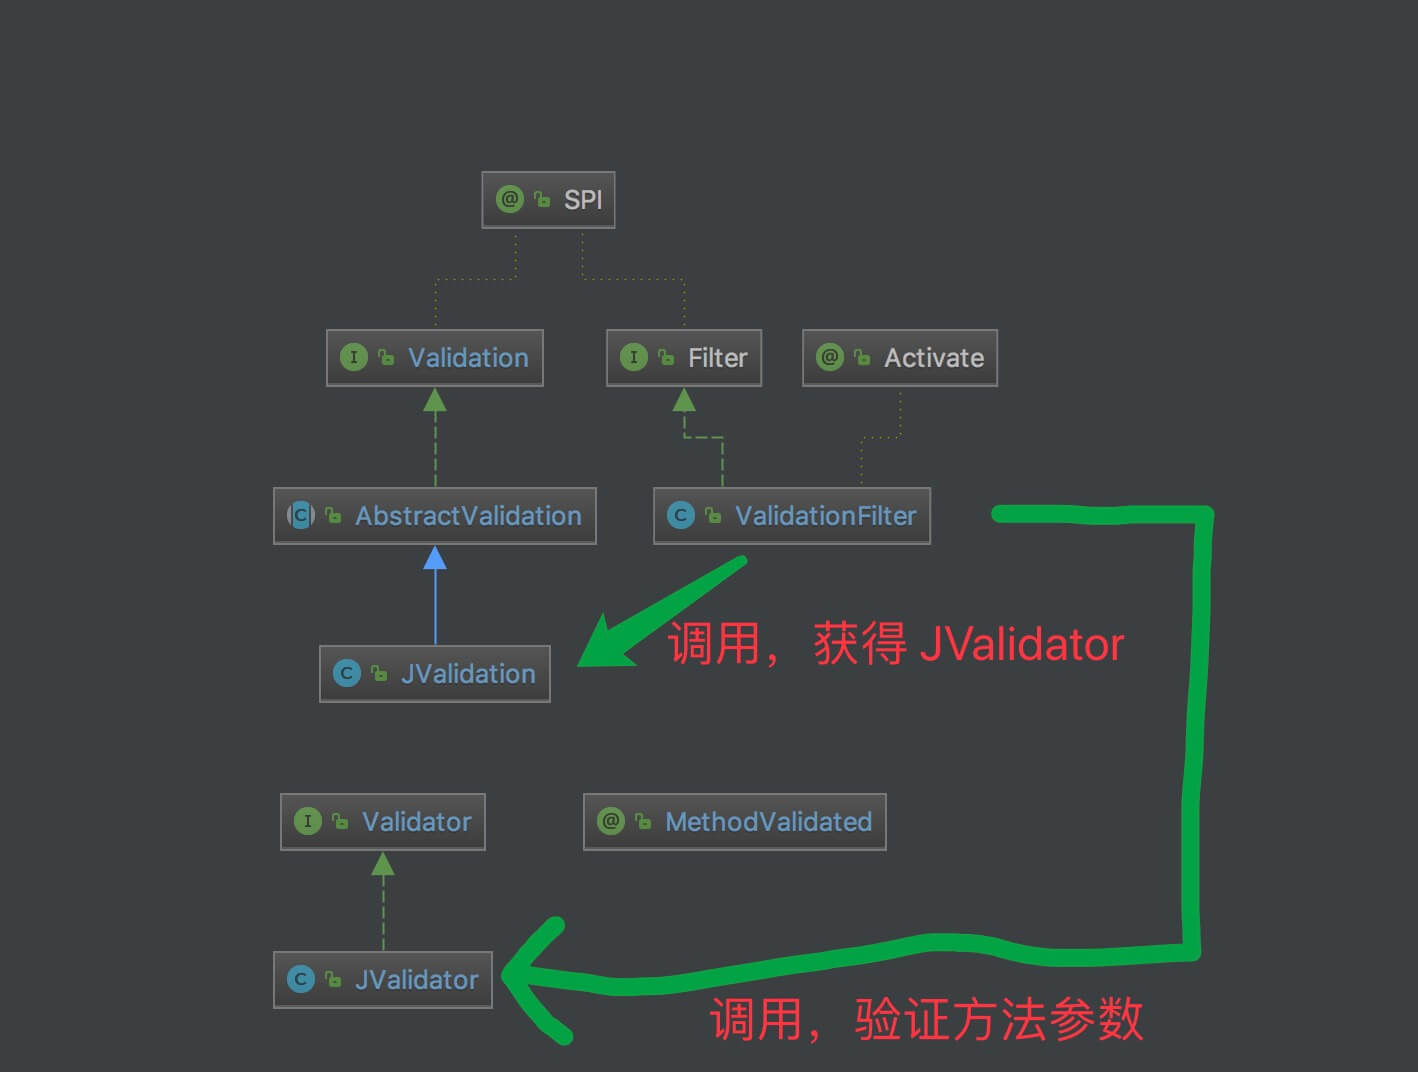 SPI
Validation
Filter
Activate
AbstractValidation
ValidationFilter
调用，获得 JValidator
JValidation
Validator
MethodValidated
JValidator
调用，验证方法参数